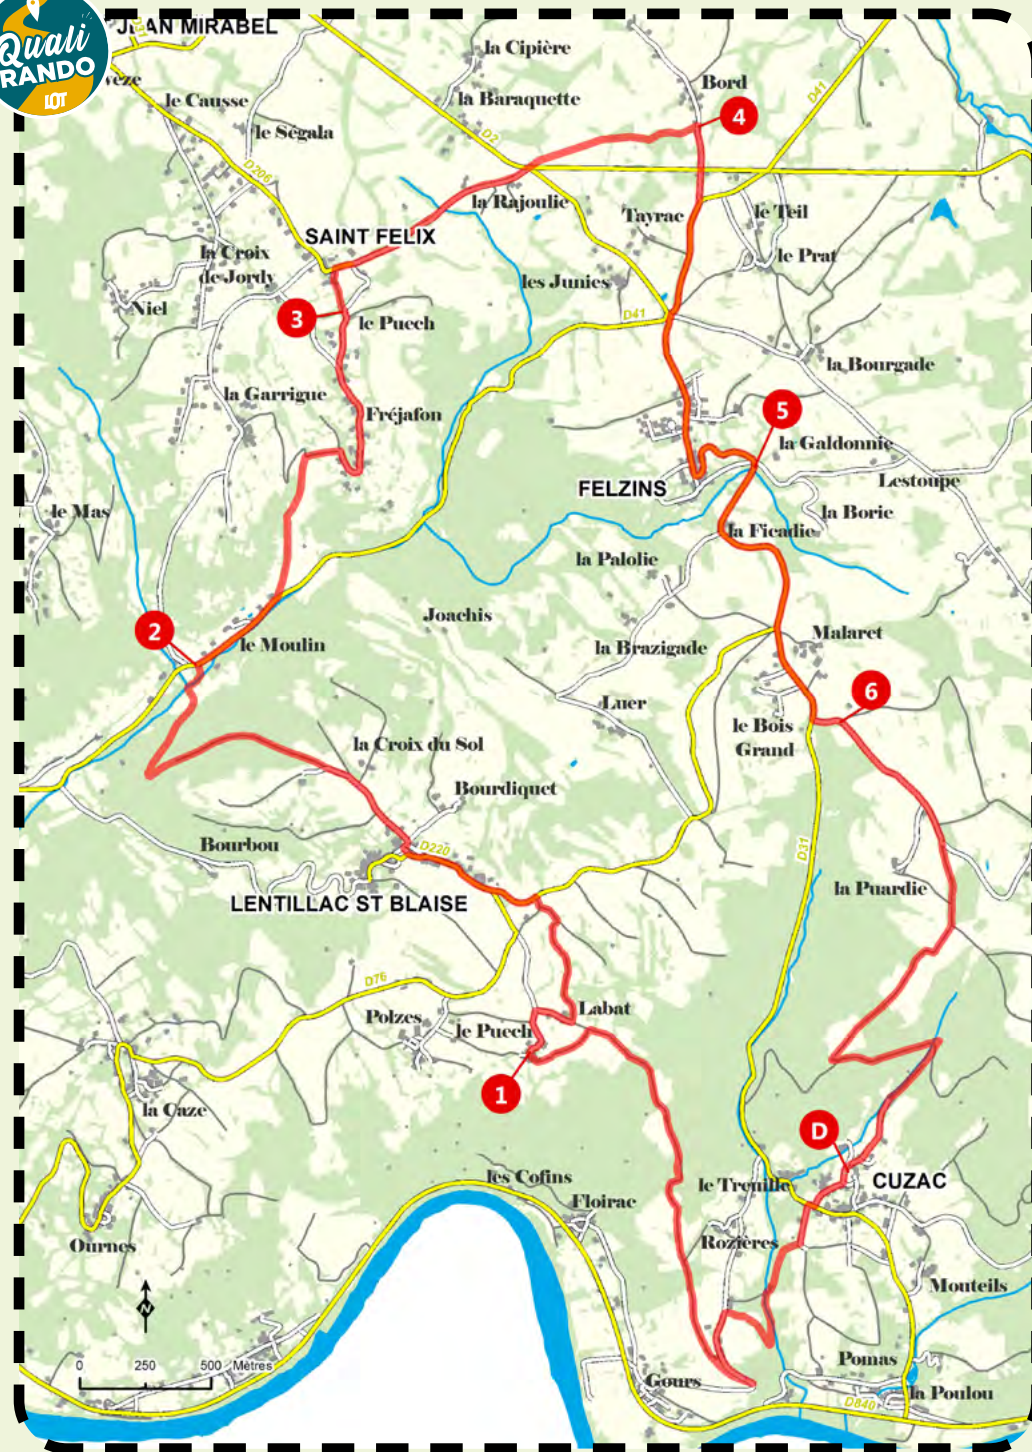 JEAN MIRABEL
Quali
RANDO
LOT
veze
la Cipière
Bord
D41
le Causse
la Baraquette
4
le Ségala
D2
D206
la Rajoulie
Tayrac
le Teil
SAINT FELIX
la Croix
de Jordy
le Prat
les Junies
Niel
3
le Puech
D41
la Bourgade
la Garrigue
Fréjafon
5
la Galdonnie
FELZINS
Lestoupe
le Mas
la Borie
la Ficadie
la Palolie
Joachis
2
le Moulin
la Brazigade
Malaret
6
Luer
le Bois
Grand
la Croix du Sol
Bourdiquet
Bourbou
D220
D31
la Puardie
LENTILLAC ST BLAISE
D76
Polzes
le Puech
Labat
1
la Caze
D
les Cofins
le Treuille
CUZAC
Floirac
Rozières
Ournes
Mouteils
N
0 250 500 Mètres
Pomas
Gours
la Poulou
D840